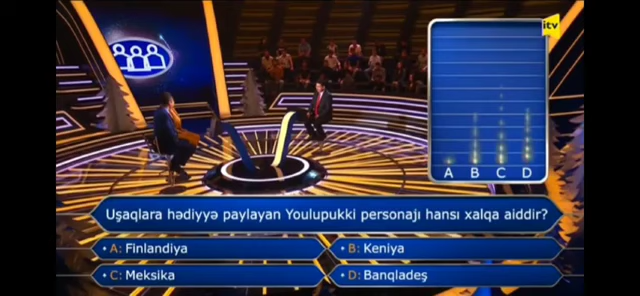 itv
A B C D
Uşaqlara hədiyyə paylayan Youlupukki personajı hansı xalqa aiddir?
• A: Finlandiya
• B: Keniya
• C: Meksika
• D: Banqladeş